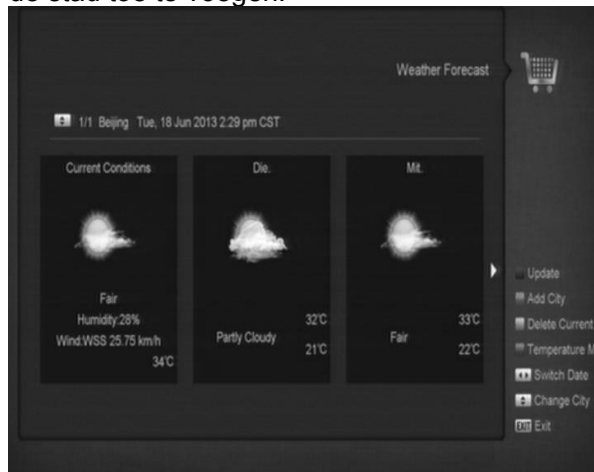 de stad toe te voegen.
Weather Forecast
1/1 Beijing Tue, 18 Jun 2013 2:29 pm CST
Current Conditions
Fair
Humidity:28%
Wind:WSS 25.75 km/h
34°C
Die.
32°C
Partly Cloudy
21°C
Mit.
33°C
Fair
22°C
Update
Add City
Delete Current
Temperature M
Switch Date
Change City
EXIT Exit